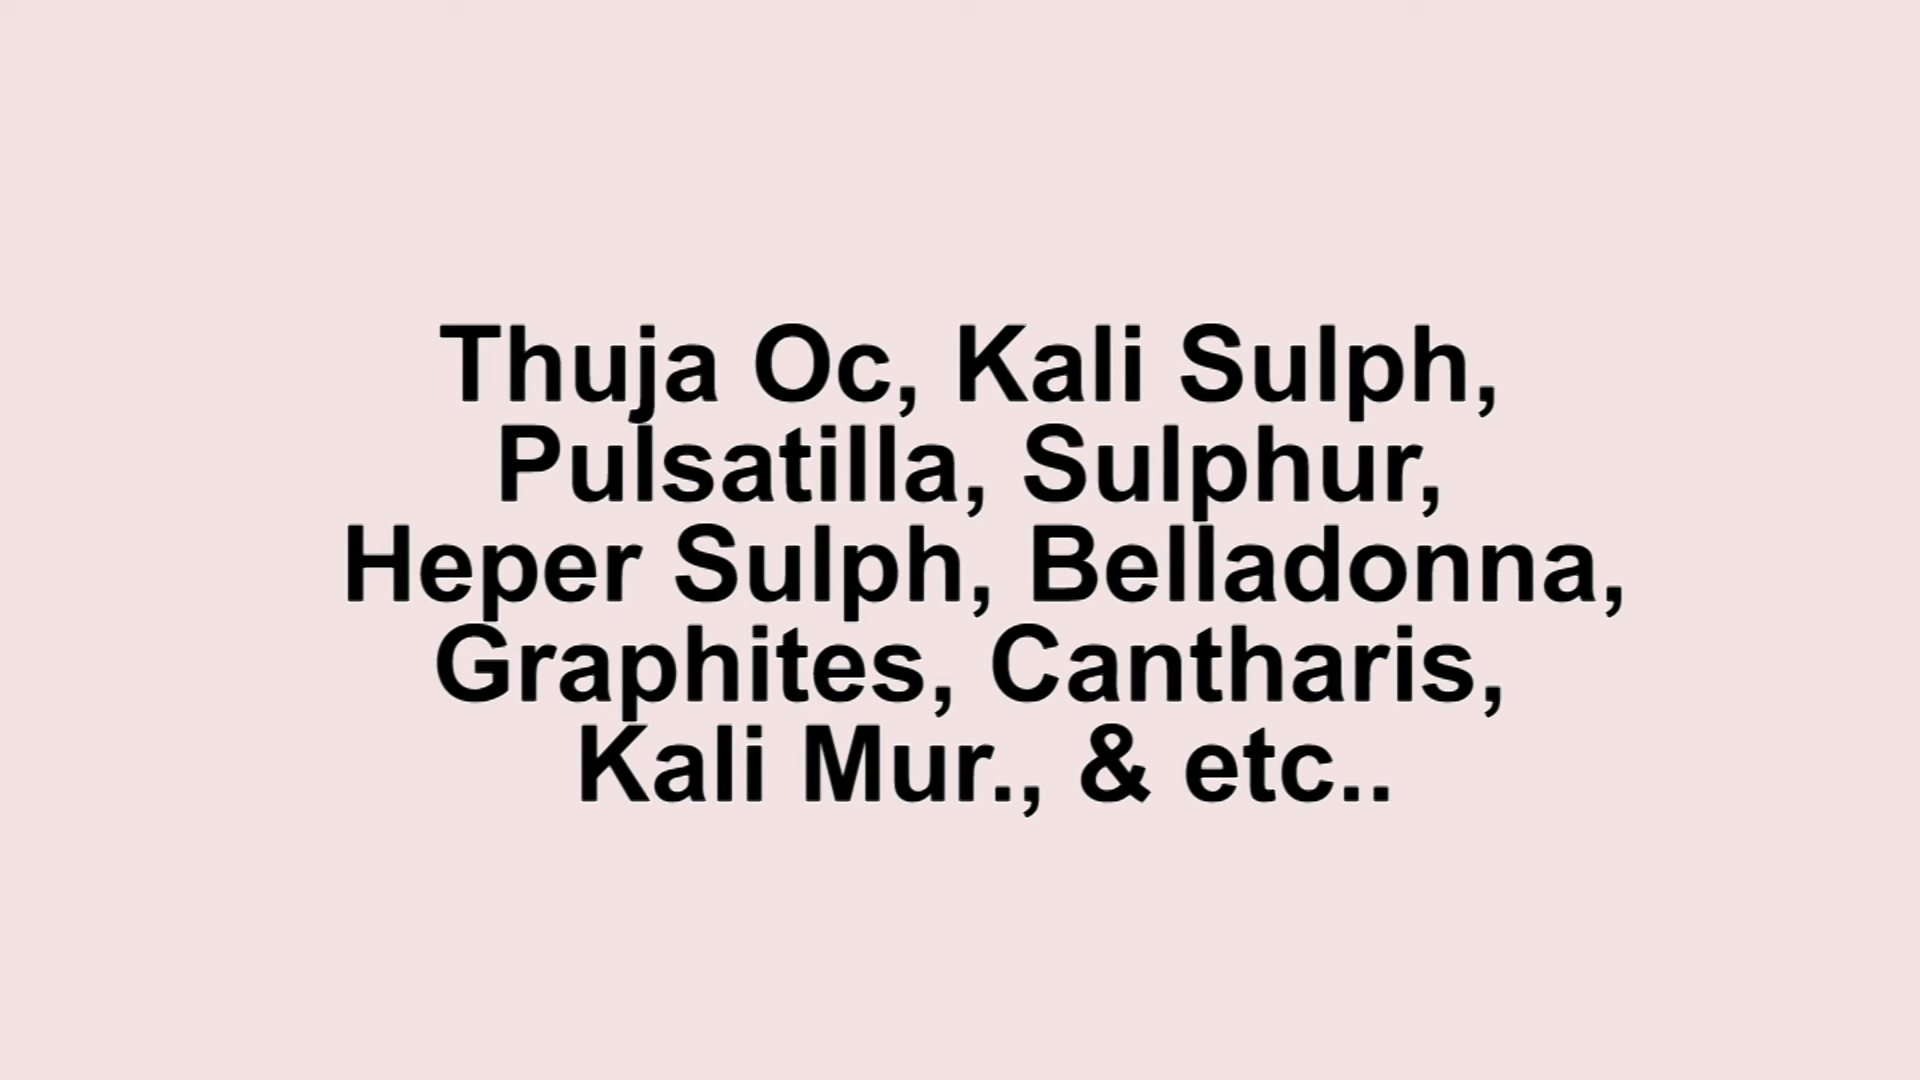 Thuja Oc, Kali Sulph,
Pulsatilla, Sulphur,
Heper Sulph, Belladonna,
Graphites, Cantharis,
Kali Mur., & etc..